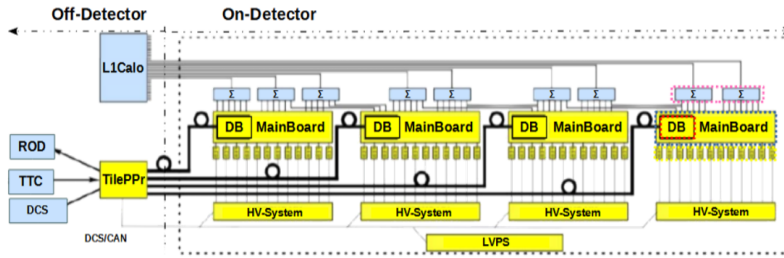 Off-Detector On-Detector
L1Calo
Σ Σ Σ Σ Σ Σ Σ Σ Σ
DB MainBoard DB MainBoard DB MainBoard DB MainBoard
ROD
TTC
DCS
TilePPr
HV-System HV-System HV-System HV-System
DCS/CAN
LVPS